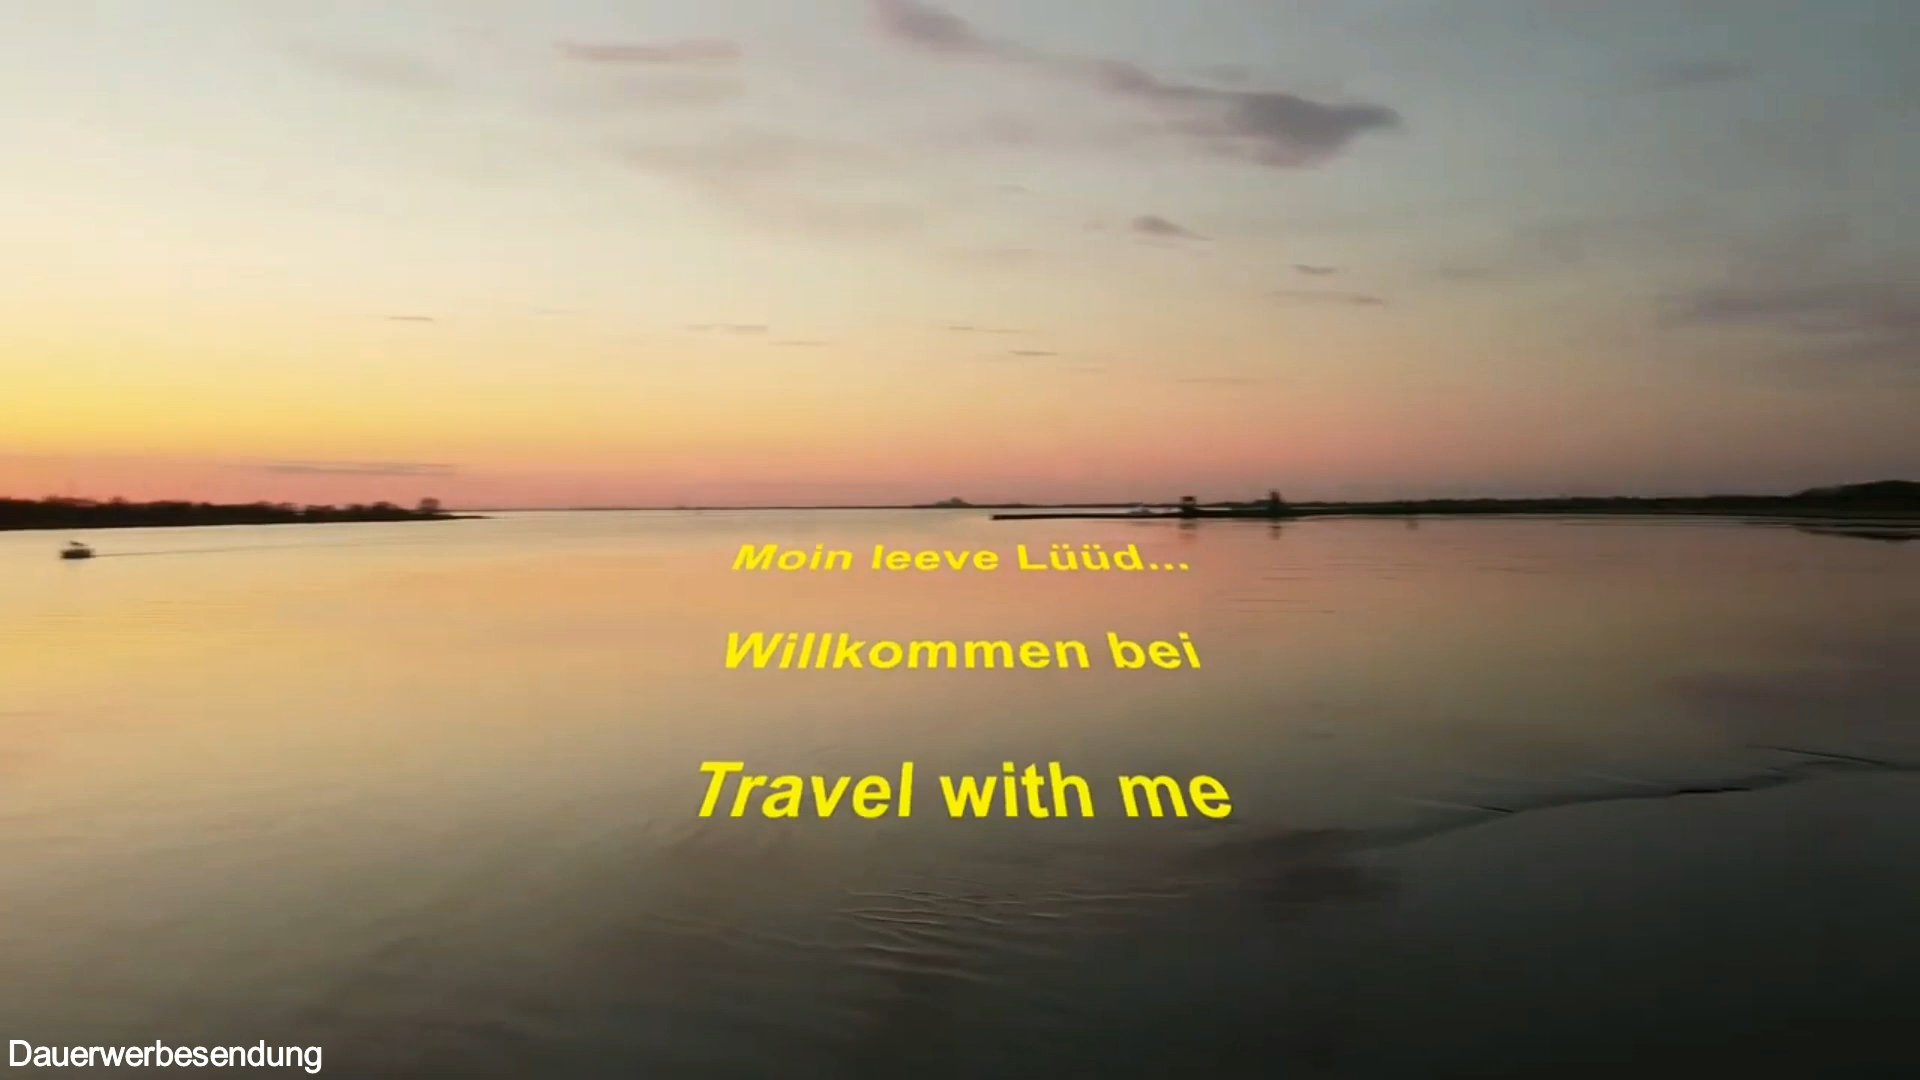 Moin leeve Lüüd...
Willkommen bei
Travel with me
Dauerwerbesendung